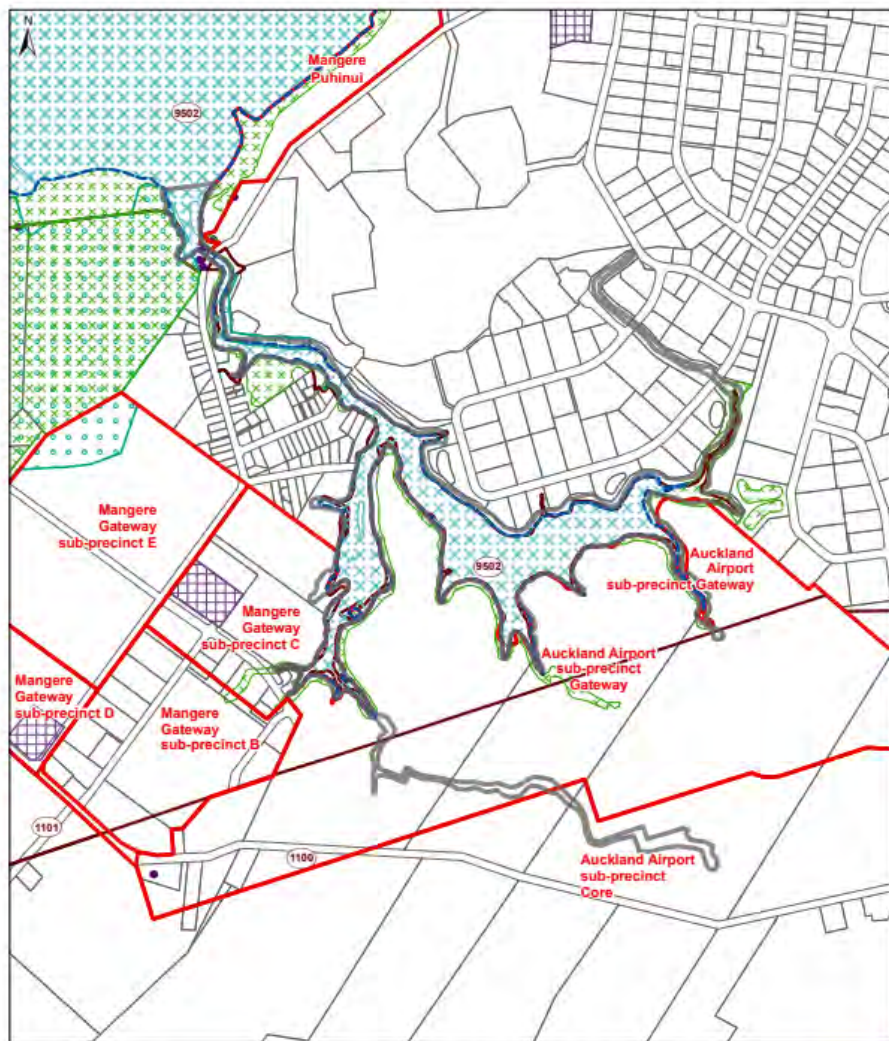 N
Mangere
Puhinui
9502
Mangere
Gateway
sub-precinct E
Auckland
Airport
sub-precinct Gateway
9502
Mangere
Gateway
sub-precinct C
Auckland Airport
sub-precinct
Gateway
Mangere
Gateway
sub-precinct D
Mangere
Gateway
sub-precinct B
1101
1100
Auckland Airport
sub-precinct
Core